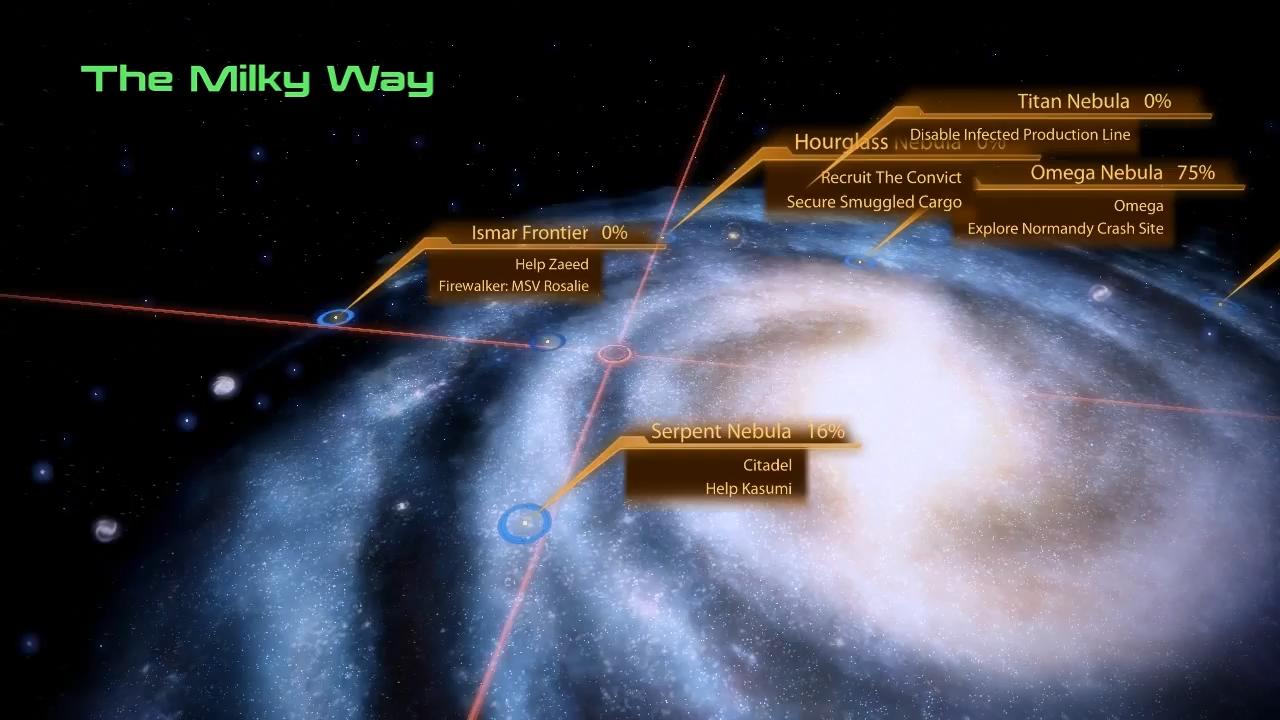 The Milky Way
Titan Nebula 0%
Disable Infected Production Line
Hourglass Nebula 0%
Recruit The Convict
Secure Smuggled Cargo
Omega Nebula 75%
Omega
Explore Normandy Crash Site
Ismar Frontier 0%
Help Zaeed
Firewalker: MSV Rosalie
Serpent Nebula 16%
Citadel
Help Kasumi